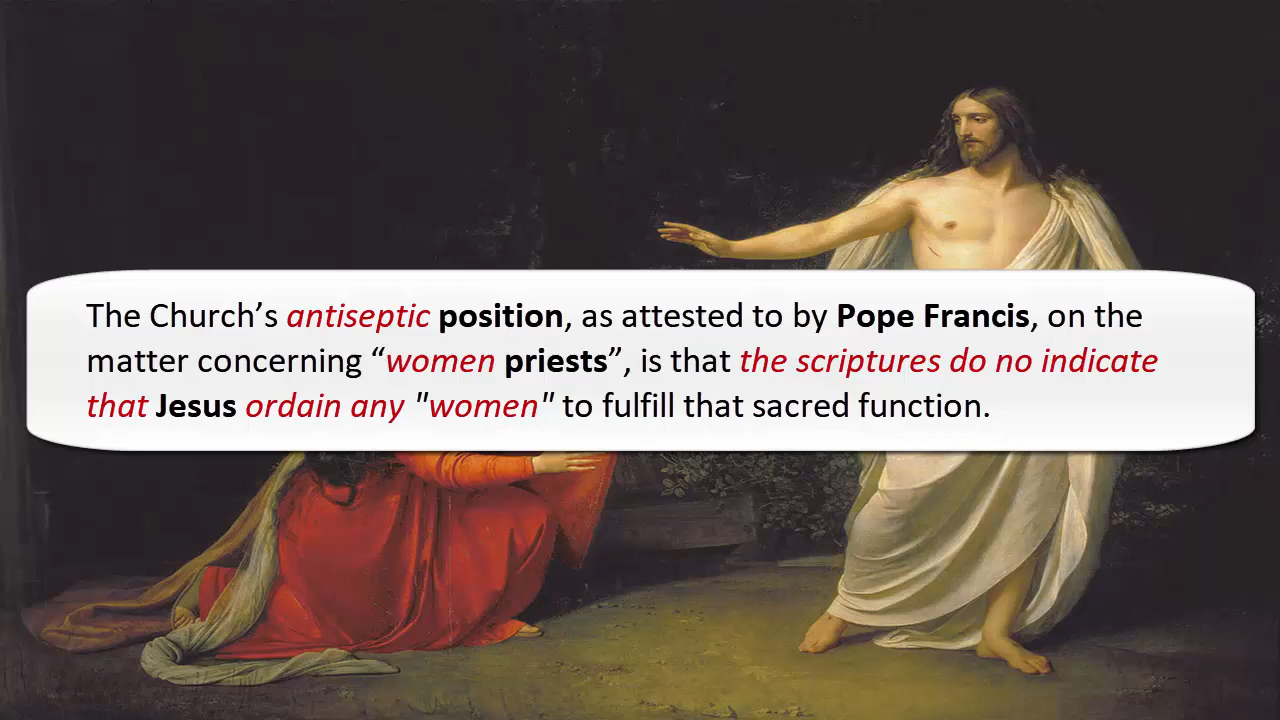 The Church’s antiseptic position, as attested to by Pope Francis, on the
matter concerning “women priests”, is that the scriptures do no indicate
that Jesus ordain any "women" to fulfill that sacred function.